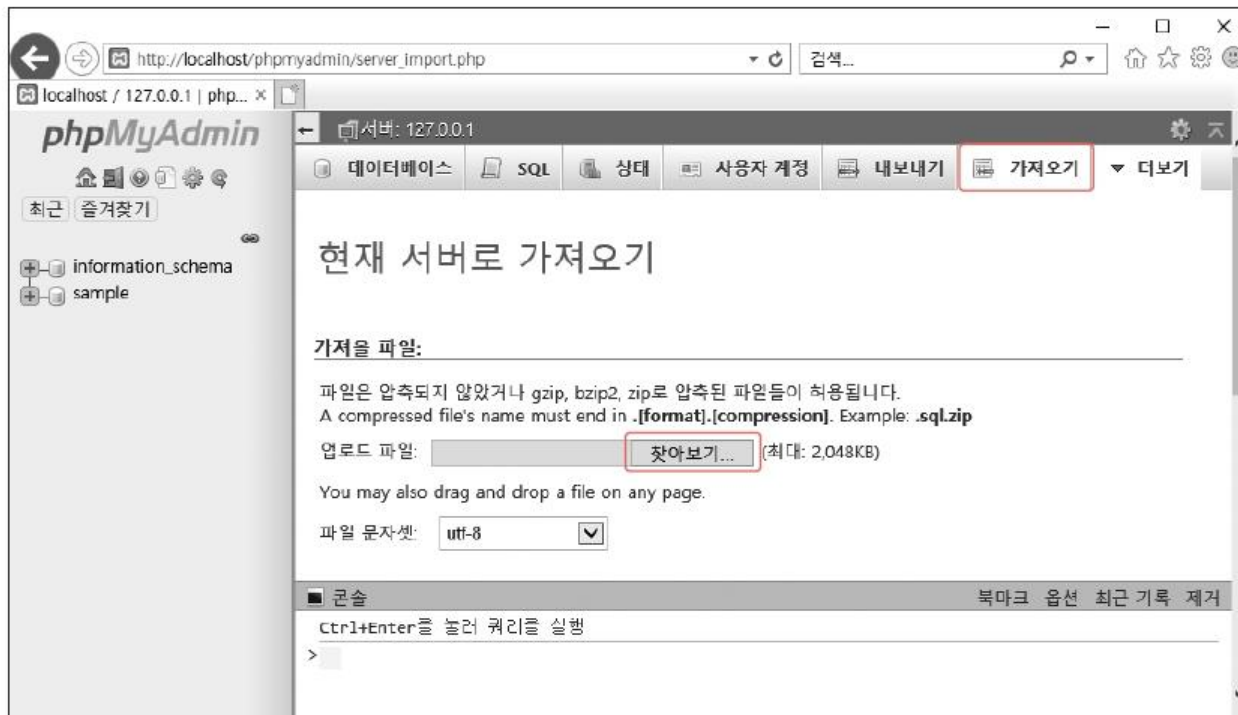 http://localhost/phpmyadmin/server_import.php
검색...
localhost / 127.0.0.1 | php...
phpMyAdmin
최근 즐겨찾기
information_schema
sample
서버: 127.0.0.1
데이터베이스 SQL 상태 사용자 계정 내보내기 가져오기 더보기
현재 서버로 가져오기
가져올 파일:
파일은 압축되지 않았거나 gzip, bzip2, zip로 압축된 파일들이 허용됩니다.
A compressed file's name must end in .[format].[compression]. Example: .sql.zip
업로드 파일: 찾아보기... (최대: 2,048KB)
You may also drag and drop a file on any page.
파일 문자셋: utf-8
콘솔 북마크 옵션 최근 기록 제거
Ctrl+Enter을 눌러 쿼리를 실행
>